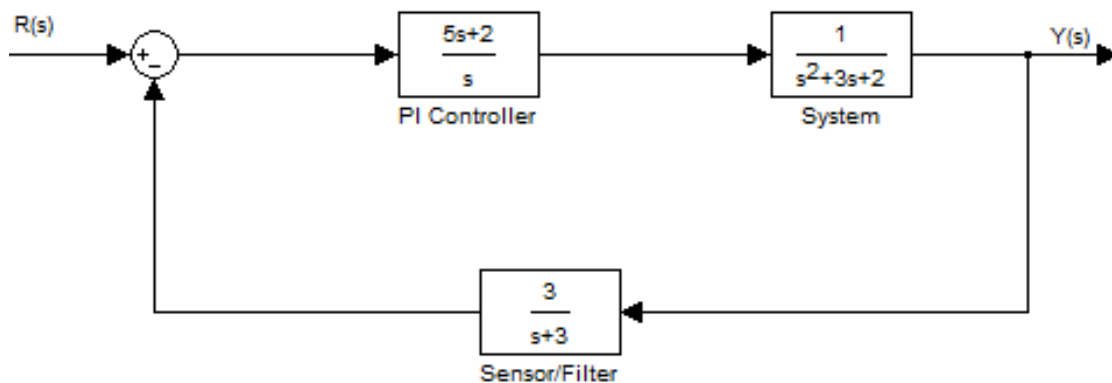 R(s)
+
−
5s+2
s
PI Controller
1
s²+3s+2
System
Y(s)
3
s+3
Sensor/Filter